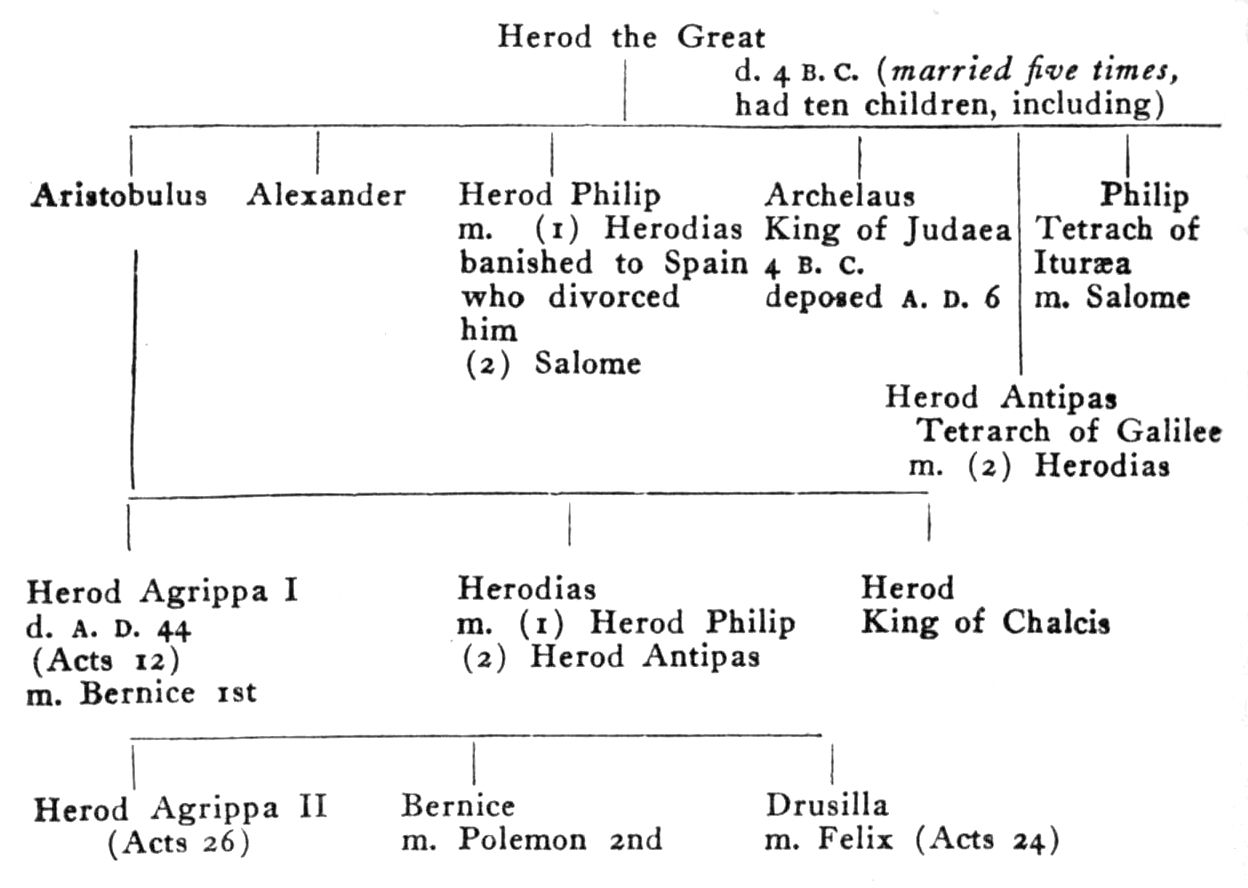 Herod the Great
d. 4 B. C. (married five times,
had ten children, including)
Aristobulus
Alexander
Herod Philip
m. (1) Herodias
banished to Spain
who divorced
him
(2) Salome
Archelaus
King of Judaea
4 B. C.
deposed A. D. 6
Philip
Tetrach of
Ituræa
m. Salome
Herod Antipas
Tetrarch of Galilee
m. (2) Herodias
Herod Agrippa I
d. A. D. 44
(Acts 12)
m. Bernice 1st
Herodias
m. (1) Herod Philip
(2) Herod Antipas
Herod
King of Chalcis
Herod Agrippa II
(Acts 26)
Bernice
m. Polemon 2nd
Drusilla
m. Felix (Acts 24)